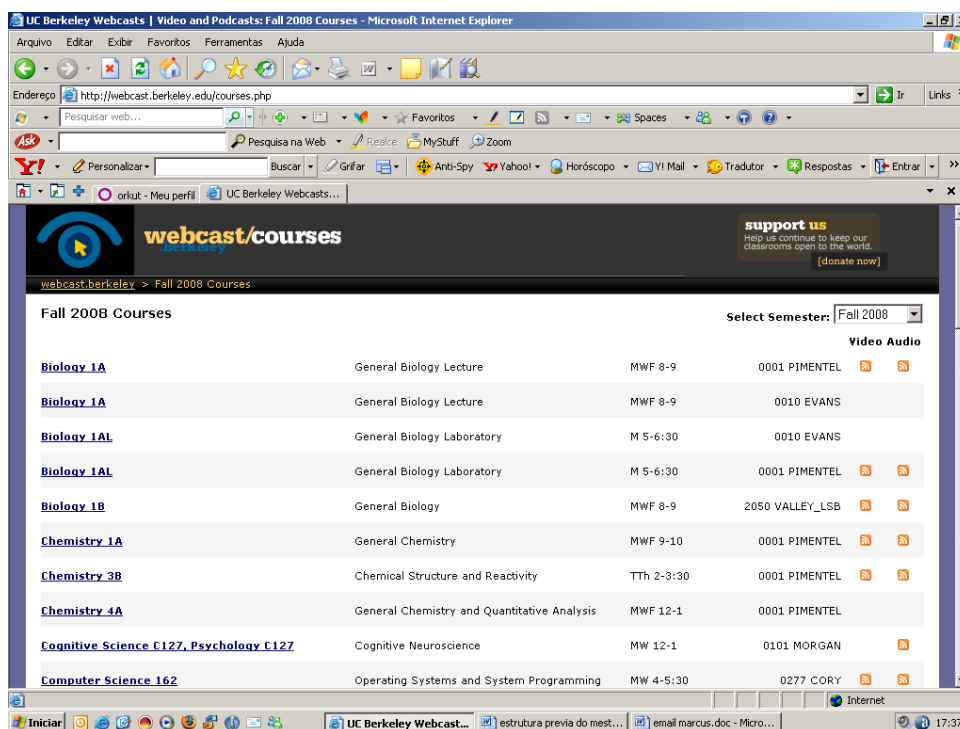 UC Berkeley Webcasts | Video and Podcasts: Fall 2008 Courses - Microsoft Internet Explorer
Arquivo Editar Exibir Favoritos Ferramentas Ajuda
Endereço http://webcast.berkeley.edu/courses.php Ir Links
Pesquisar web... Favorites Spaces
Ask Pesquisa na Web Realce MyStuff Zoom
Y! Personalizar Buscar Grifar Anti-Spy Yahoo! Horóscopo Y! Mail Tradutor Respostas Entrar
orkut - Meu perfil UC Berkeley Webcasts...
webcast/courses
.berkeley
support us
Help us continue to keep our
classrooms open to the world.
[donate now]
webcast.berkeley > Fall 2008 Courses
Fall 2008 Courses Select Semester: Fall 2008
Video Audio
Biology 1A General Biology Lecture MWF 8-9 0001 PIMENTEL
Biology 1A General Biology Lecture MWF 8-9 0010 EVANS
Biology 1AL General Biology Laboratory M 5-6:30 0010 EVANS
Biology 1AL General Biology Laboratory M 5-6:30 0001 PIMENTEL
Biology 1B General Biology MWF 8-9 2050 VALLEY_LSB
Chemistry 1A General Chemistry MWF 9-10 0001 PIMENTEL
Chemistry 3B Chemical Structure and Reactivity TTh 2-3:30 0001 PIMENTEL
Chemistry 4A General Chemistry and Quantitative Analysis MWF 12-1 0001 PIMENTEL
Cognitive Science C127, Psychology C127 Cognitive Neuroscience MW 12-1 0101 MORGAN
Computer Science 162 Operating Systems and System Programming MW 4-5:30 0277 CORY
Internet
Iniciar UC Berkeley Webcast... estrutura previa do mest... email marcus.doc - Micro... 17:37